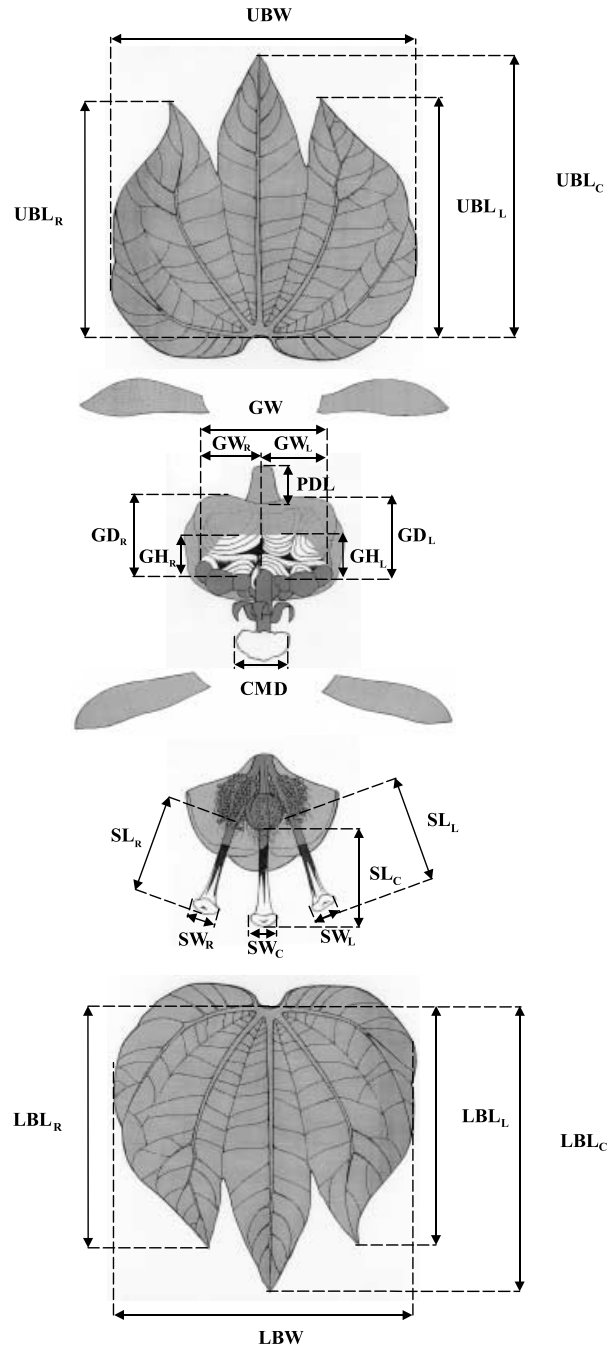 UBW
UBL_C
UBL_R
UBL_L
GW
GW_R GW_L
PDL
GD_R
GD_L
GH_R
GH_L
CMD
SL_R
SL_L
SL_C
SW_R
SW_C
SW_L
LBL_R
LBL_L
LBL_C
LBW